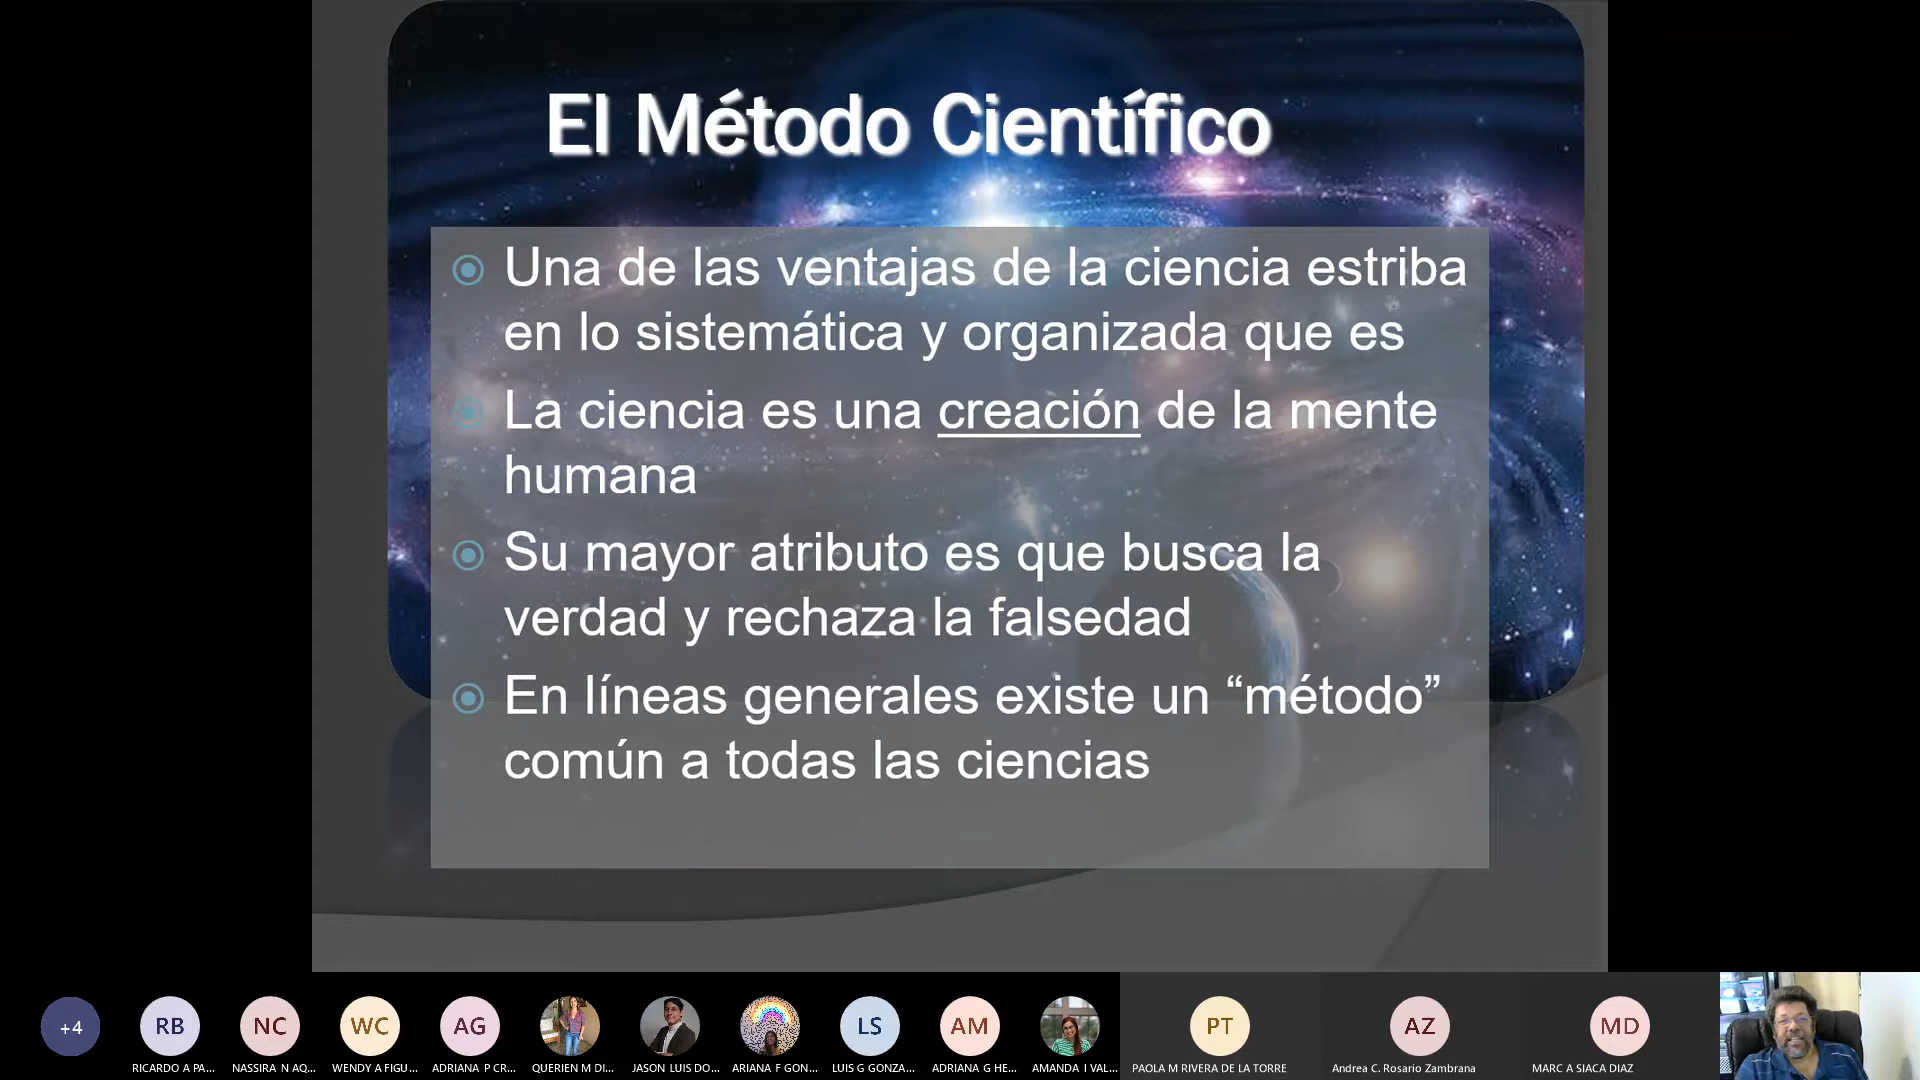 El Método Científico
Una de las ventajas de la ciencia estriba
en lo sistemática y organizada que es
La ciencia es una creación de la mente
humana
Su mayor atributo es que busca la
verdad y rechaza la falsedad
En líneas generales existe un “método”
común a todas las ciencias
+4
RB
NC
WC
AG
LS
AM
PT
AZ
MD
RICARDO A PA...
NASSIRA N AQ...
WENDY A FIGU...
ADRIANA P CR...
QUERIEN M DI...
JASON LUIS DO...
ARIANA F GON...
LUIS G GONZA...
ADRIANA G HE...
AMANDA I VAL...
PAOLA M RIVERA DE LA TORRE
Andrea C. Rosario Zambrana
MARC A SIACA DIAZ